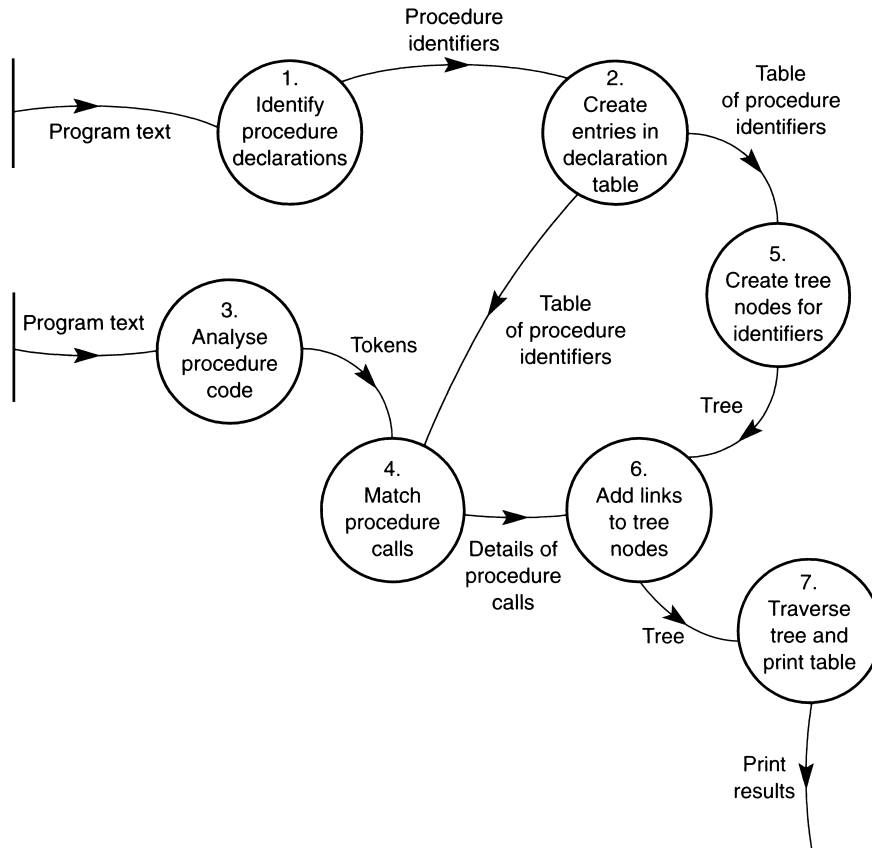 Procedure
identifiers
1.
Identify
procedure
declarations
2.
Create
entries in
declaration
table
Table
of procedure
identifiers
Program text
5.
Create tree
nodes for
identifiers
Program text
3.
Analyse
procedure
code
Tokens
Table
of procedure
identifiers
Tree
4.
Match
procedure
calls
6.
Add links
to tree
nodes
Details of
procedure
calls
7.
Traverse
tree and
print table
Tree
Print
results